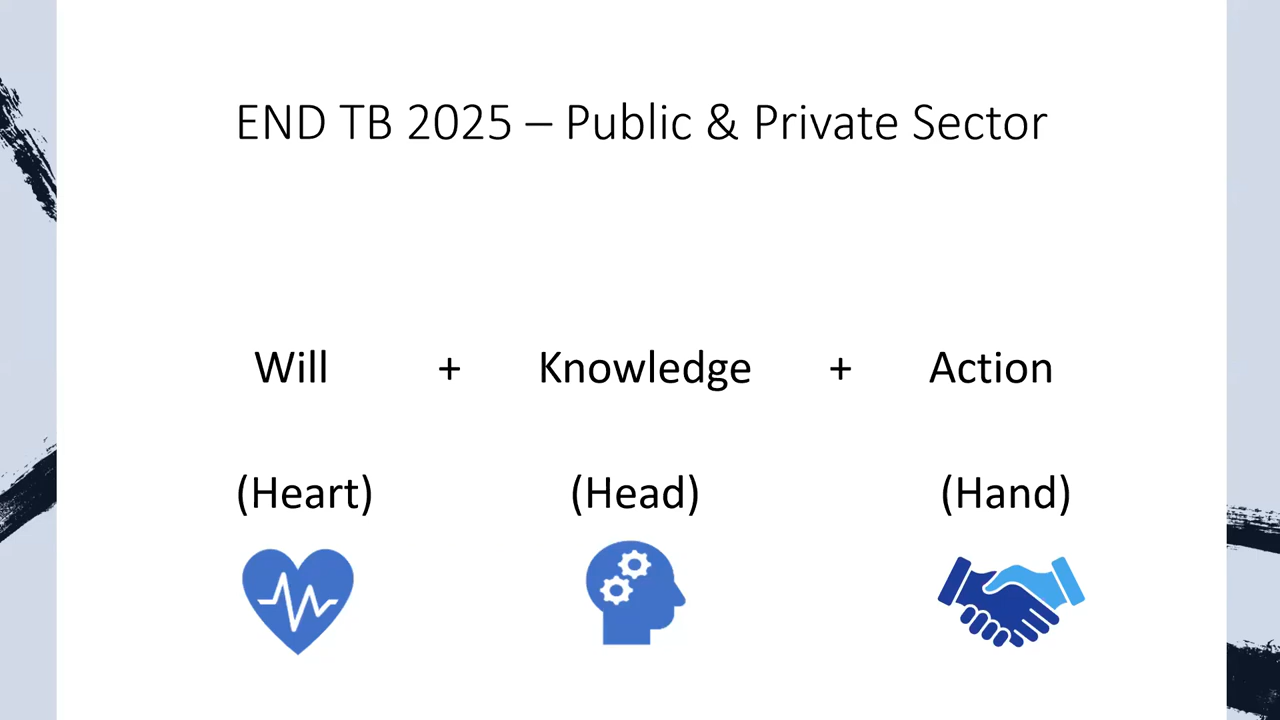 END TB 2025 – Public & Private Sector
Will + Knowledge + Action
(Heart) (Head) (Hand)